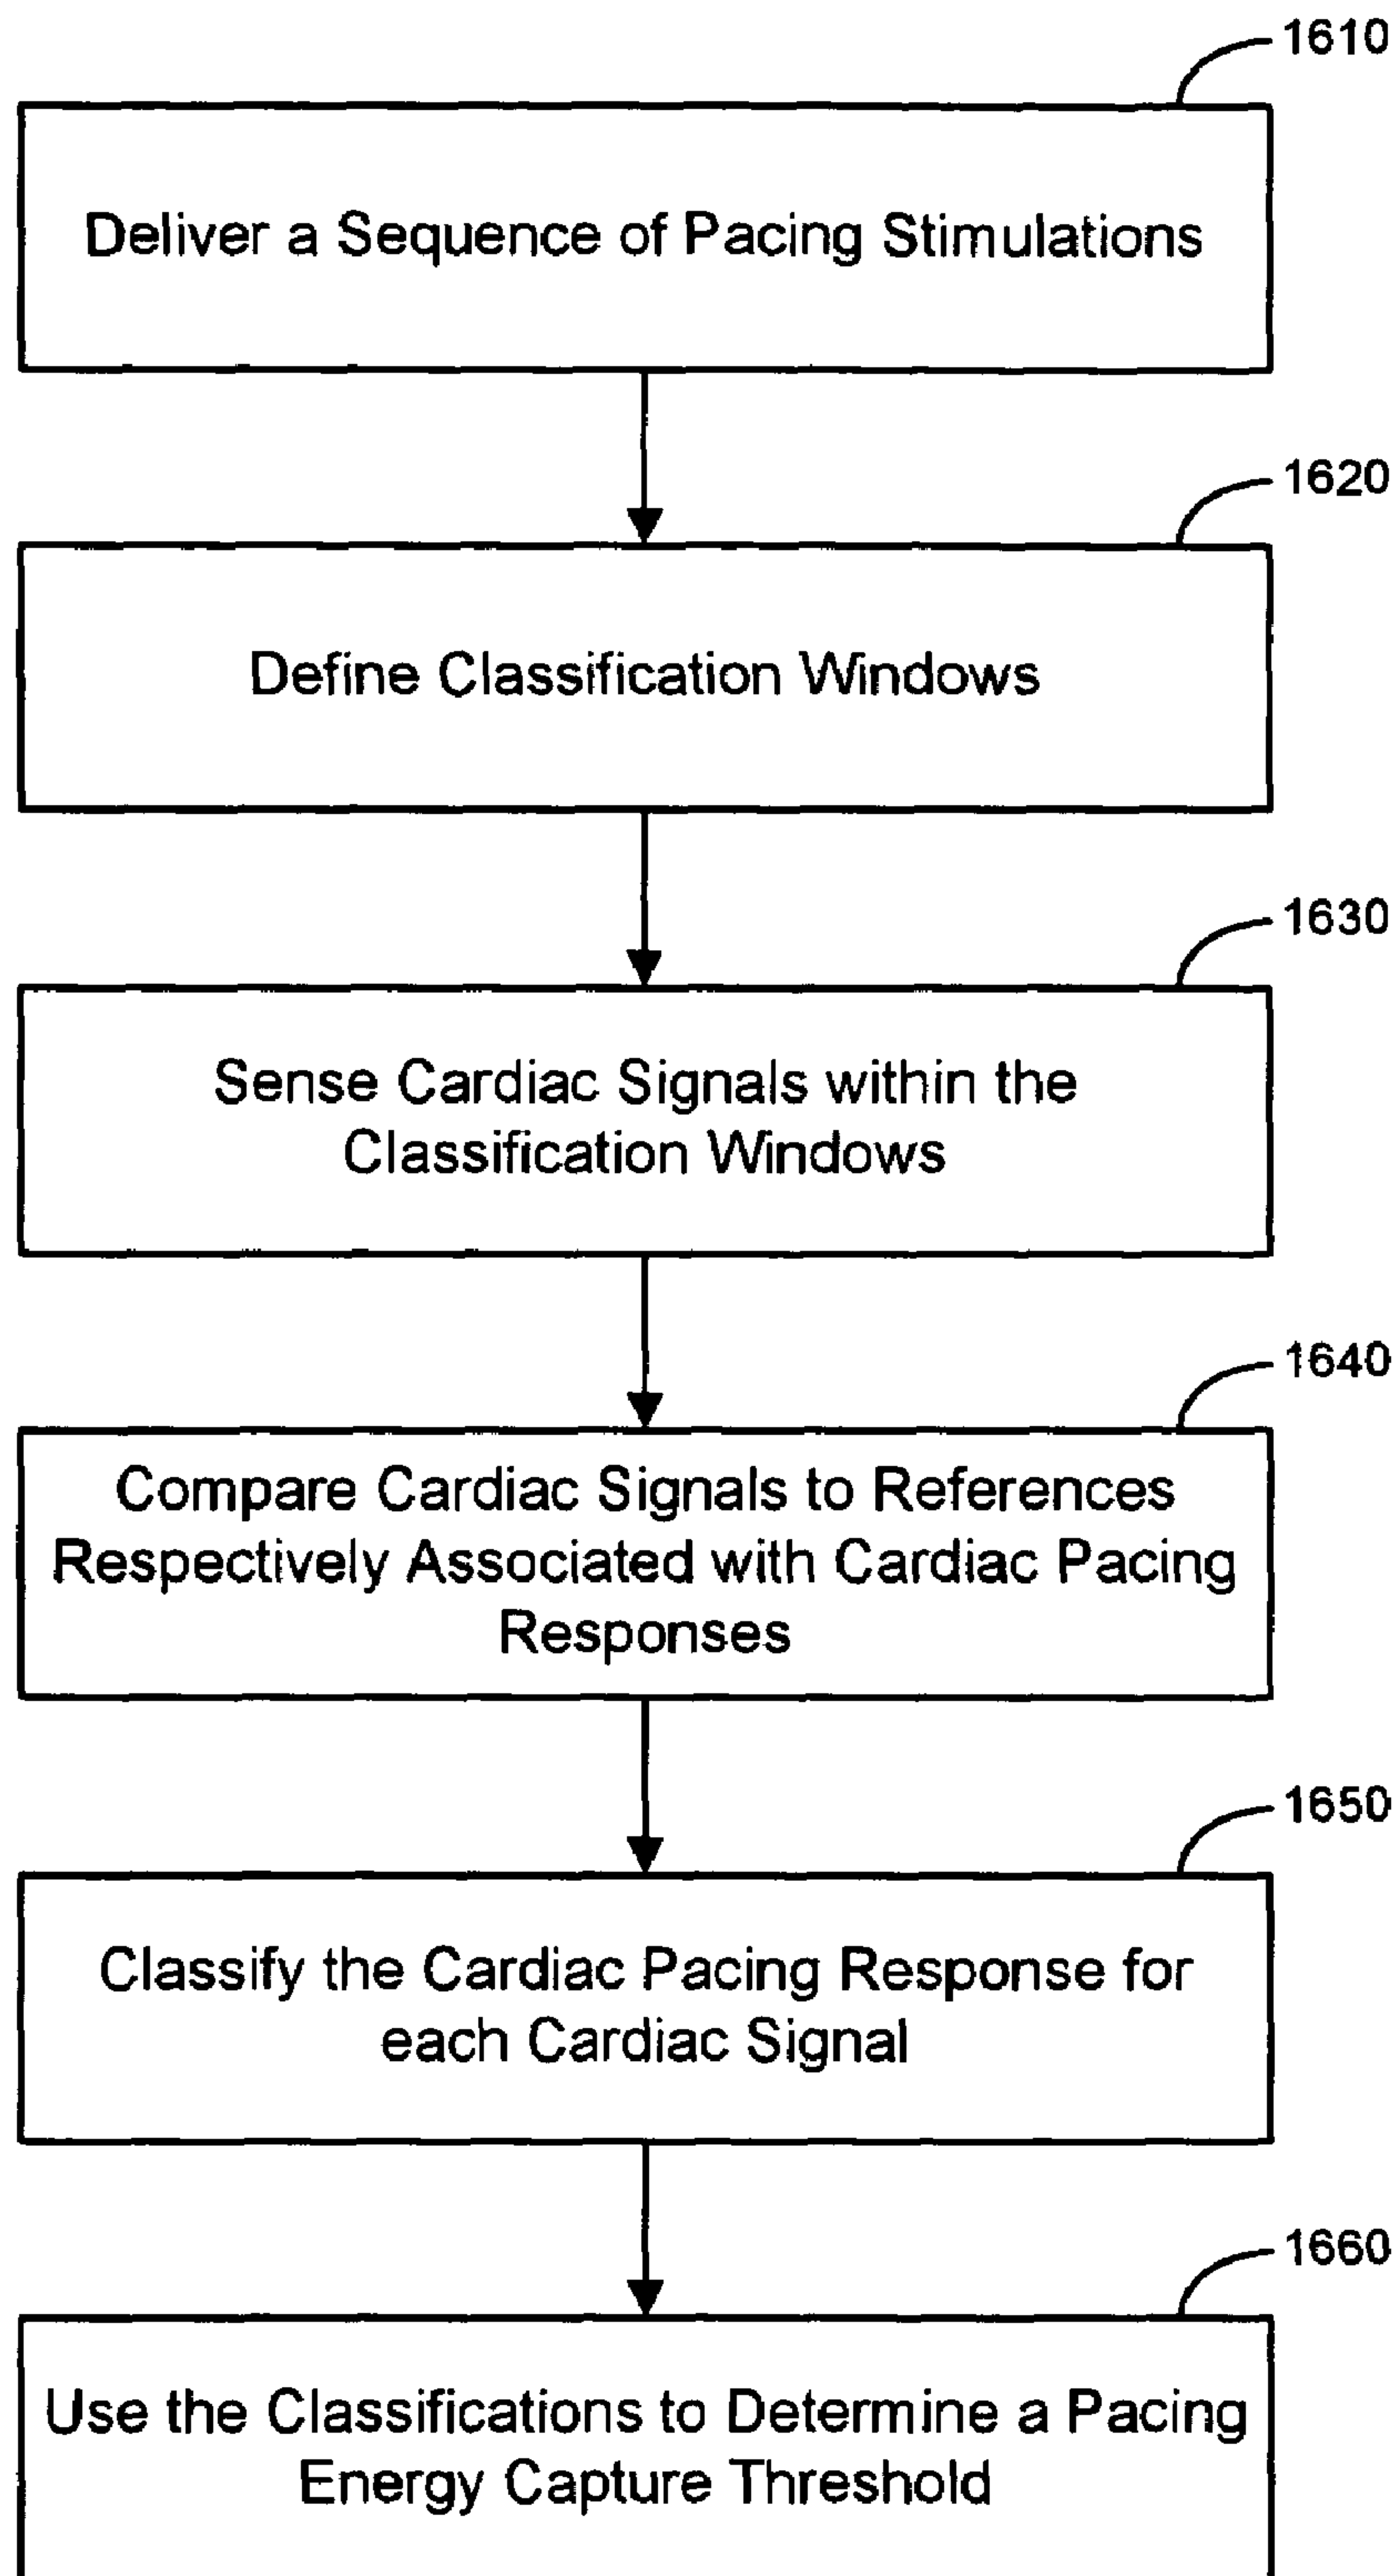 1610
Deliver a Sequence of Pacing Stimulations
1620
Define Classification Windows
1630
Sense Cardiac Signals within the
Classification Windows
1640
Compare Cardiac Signals to References
Respectively Associated with Cardiac Pacing
Responses
1650
Classify the Cardiac Pacing Response for
each Cardiac Signal
1660
Use the Classifications to Determine a Pacing
Energy Capture Threshold